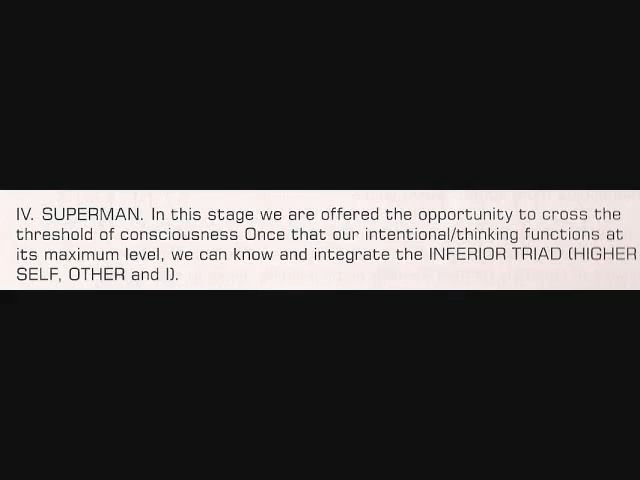 IV. SUPERMAN. In this stage we are offered the opportunity to cross the
threshold of consciousness Once that our intentional/thinking functions at
its maximum level, we can know and integrate the INFERIOR TRIAD (HIGHER
SELF, OTHER and I).